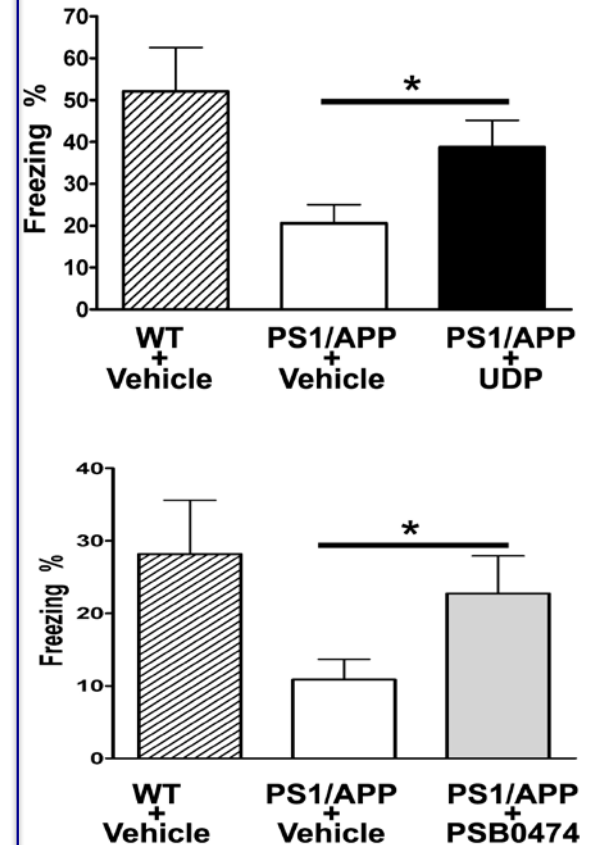 70
60
50
40
30
20
10
0
Freezing %
*
WT
+
Vehicle
PS1/APP
+
Vehicle
PS1/APP
+
UDP
40
30
20
10
0
Freezing %
*
WT
+
Vehicle
PS1/APP
+
Vehicle
PS1/APP
+
PSB0474